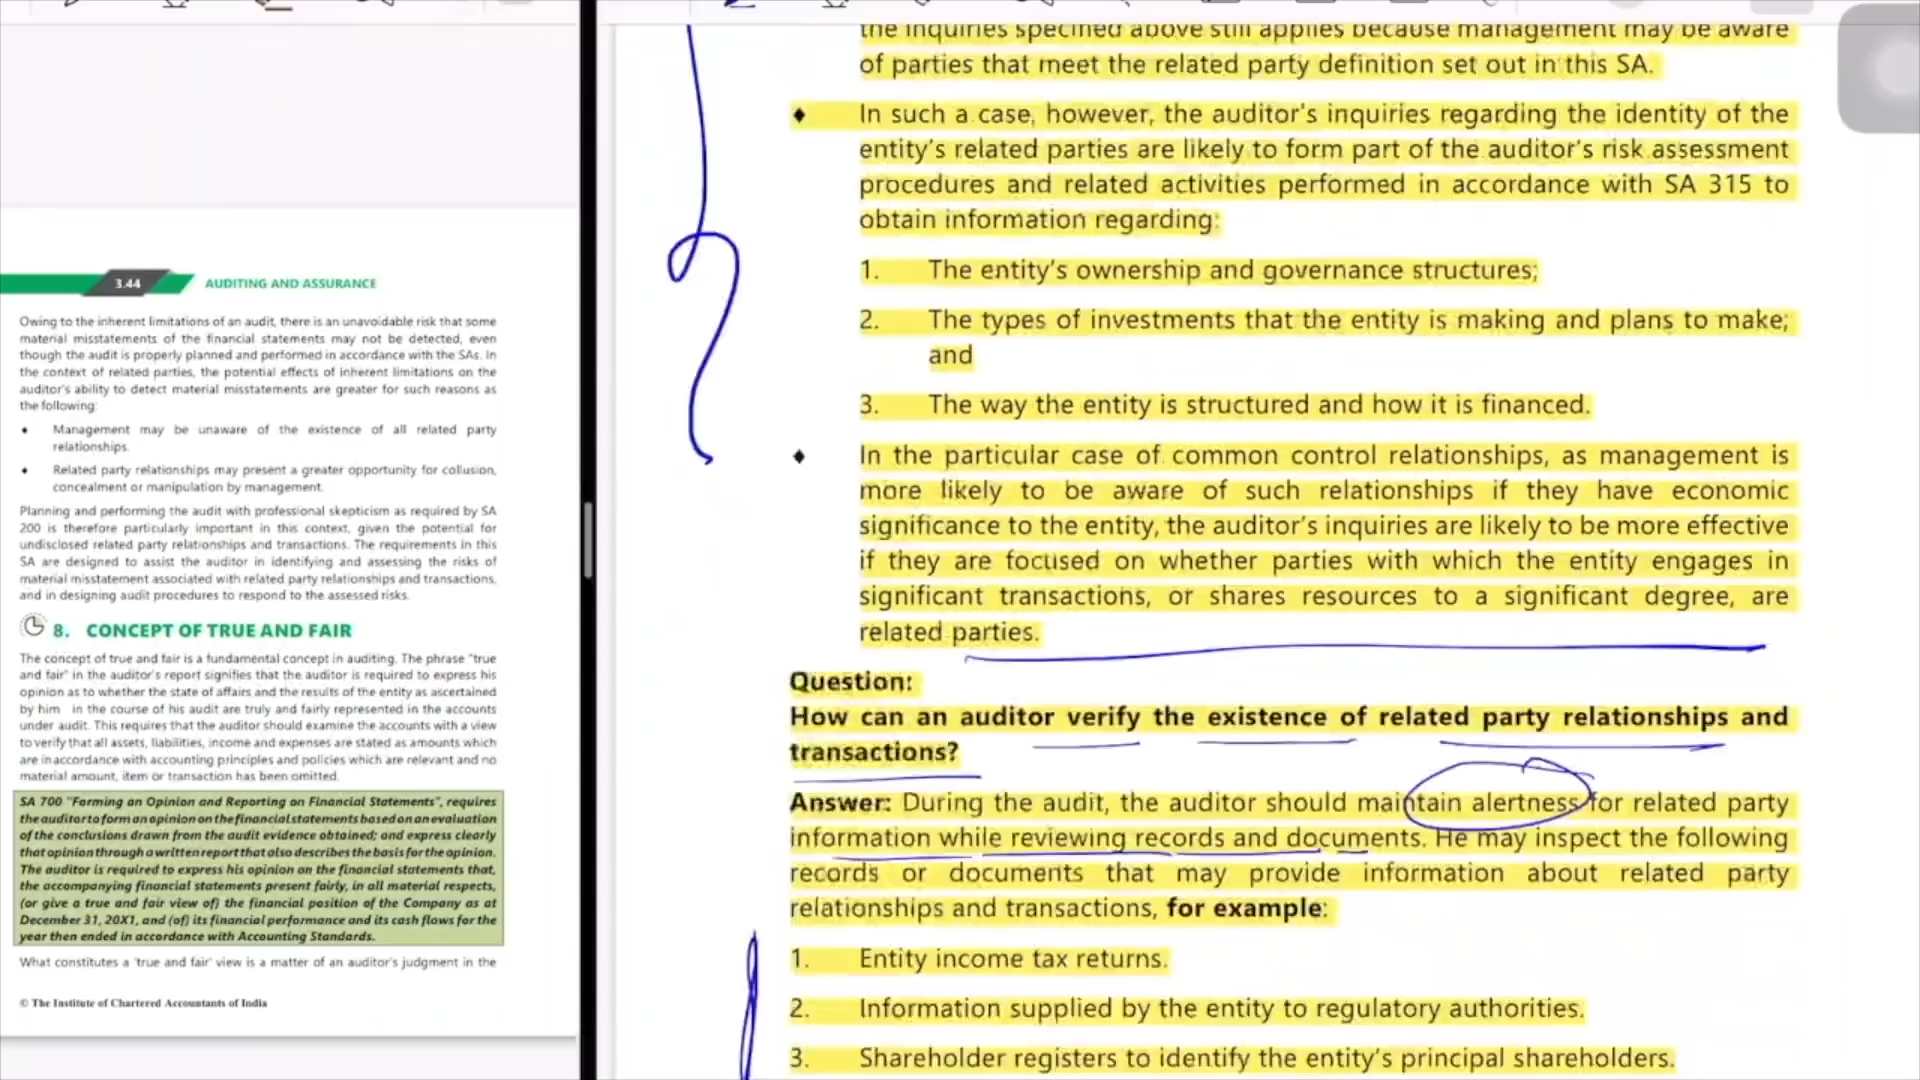 3.44 AUDITING AND ASSURANCE
Owing to the inherent limitations of an audit, there is an unavoidable risk that some
material misstatements of the financial statements may not be detected, even
though the audit is properly planned and performed in accordance with the SAs. In
the context of related parties, the potential effects of inherent limitations on the
auditor's ability to detect material misstatements are greater for such reasons as
the following:
• Management may be unaware of the existence of all related party
relationships.
• Related party relationships may present a greater opportunity for collusion,
concealment or manipulation by management.
Planning and performing the audit with professional skepticism as required by SA
200 is therefore particularly important in this context, given the potential for
undisclosed related party relationships and transactions. The requirements in this
SA are designed to assist the auditor in identifying and assessing the risks of
material misstatement associated with related party relationships and transactions,
and in designing audit procedures to respond to the assessed risks.
8. CONCEPT OF TRUE AND FAIR
The concept of true and fair is a fundamental concept in auditing. The phrase "true
and fair" in the auditor's report signifies that the auditor is required to express his
opinion as to whether the state of affairs and the results of the entity as ascertained
by him in the course of his audit are truly and fairly represented in the accounts
under audit. This requires that the auditor should examine the accounts with a view
to verify that all assets, liabilities, income and expenses are stated as amounts which
are in accordance with accounting principles and policies which are relevant and no
material amount, item or transaction has been omitted.
SA 700 "Forming an Opinion and Reporting on Financial Statements", requires
the auditor to form an opinion on the financial statements based on an evaluation
of the conclusions drawn from the audit evidence obtained; and express clearly
that opinion through a written report that also describes the basis for the opinion.
The auditor is required to express his opinion on the financial statements that,
the accompanying financial statements present fairly, in all material respects,
(or give a true and fair view of) the financial position of the Company as at
December 31, 20X1, and (of) its financial performance and its cash flows for the
year then ended in accordance with Accounting Standards.
What constitutes a 'true and fair' view is a matter of an auditor's judgment in the
© The Institute of Chartered Accountants of India
the inquiries specified above still applies because management may be aware
of parties that meet the related party definition set out in this SA.
♦ In such a case, however, the auditor's inquiries regarding the identity of the
entity's related parties are likely to form part of the auditor's risk assessment
procedures and related activities performed in accordance with SA 315 to
obtain information regarding:
1. The entity's ownership and governance structures;
2. The types of investments that the entity is making and plans to make;
and
3. The way the entity is structured and how it is financed.
♦ In the particular case of common control relationships, as management is
more likely to be aware of such relationships if they have economic
significance to the entity, the auditor's inquiries are likely to be more effective
if they are focused on whether parties with which the entity engages in
significant transactions, or shares resources to a significant degree, are
related parties.
Question:
How can an auditor verify the existence of related party relationships and
transactions?
Answer: During the audit, the auditor should maintain alertness for related party
information while reviewing records and documents. He may inspect the following
records or documents that may provide information about related party
relationships and transactions, for example:
1. Entity income tax returns.
2. Information supplied by the entity to regulatory authorities.
3. Shareholder registers to identify the entity's principal shareholders.